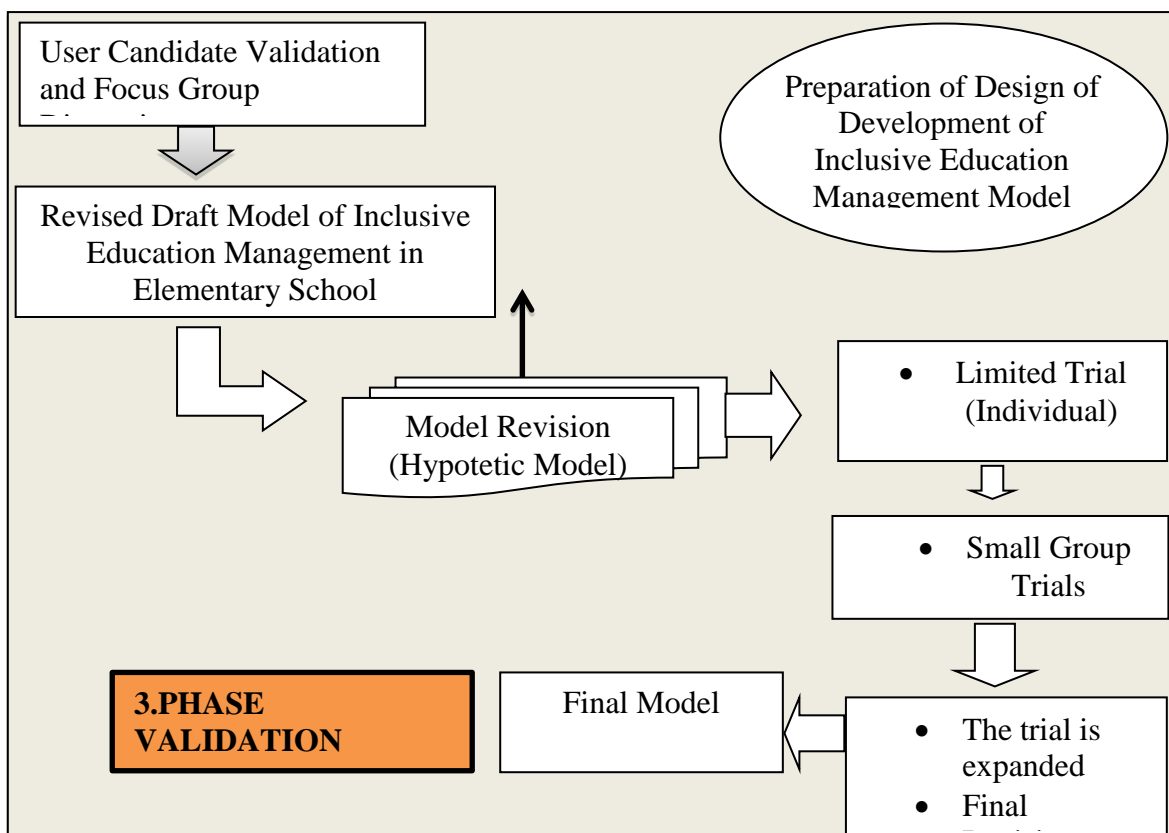 User Candidate Validation
and Focus Group
Preparation of Design of
Development of
Inclusive Education
Management Model
Revised Draft Model of Inclusive
Education Management in
Elementary School
Model Revision
(Hypotetic Model)
• Limited Trial
(Individual)
• Small Group
Trials
• The trial is
expanded
• Final
Final Model
3.PHASE
VALIDATION